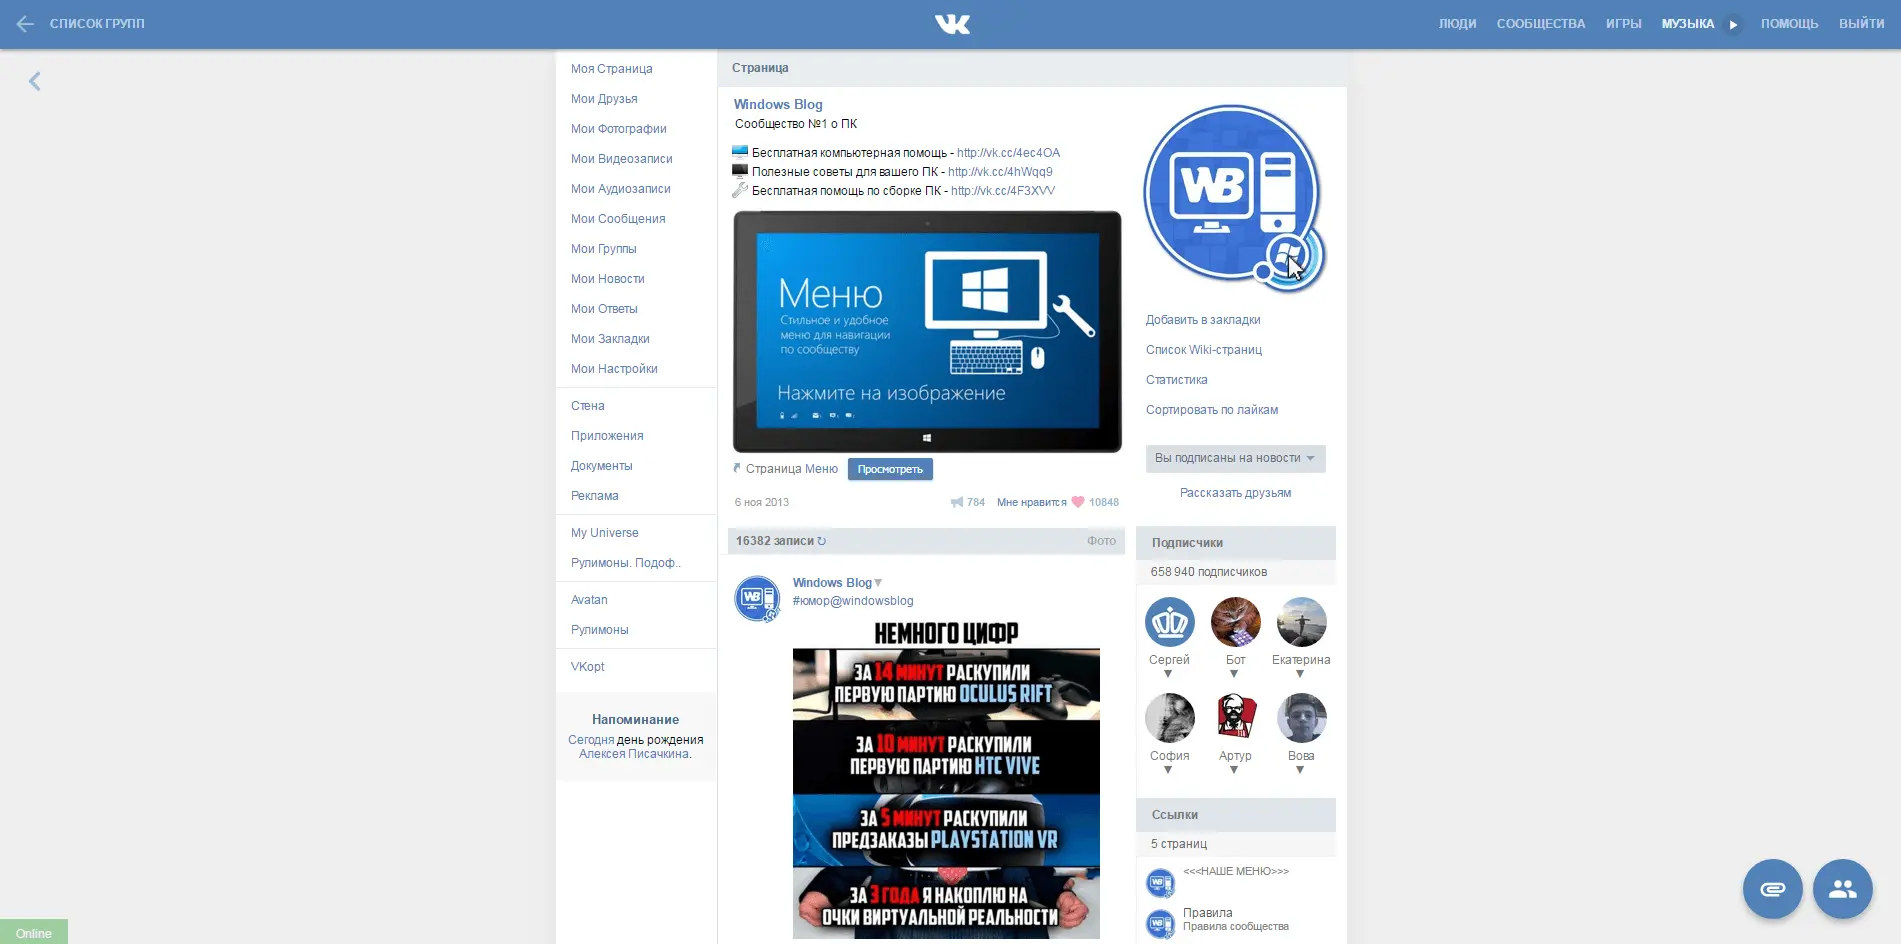 СПИСОК ГРУПП
ЛЮДИ СООБЩЕСТВА ИГРЫ МУЗЫКА ПОМОЩЬ ВЫЙТИ
Моя Страница
Мои Друзья
Мои Фотографии
Мои Видеозаписи
Мои Аудиозаписи
Мои Сообщения
Мои Группы
Мои Новости
Мои Ответы
Мои Закладки
Мои Настройки
Стена
Приложения
Документы
Реклама
My Universe
Рулимоны. Подоф..
Avatan
Рулимоны
VKopt
Напоминание
Сегодня день рождения
Алексея Писачкина.
Страница
Windows Blog
Сообщество №1 о ПК
Бесплатная компьютерная помощь - http://vk.cc/4ec4OA
Полезные советы для вашего ПК - http://vk.cc/4hWqq9
Бесплатная помощь по сборке ПК - http://vk.cc/4F3XVV
Меню
Стильное и удобное
меню для навигации
по сообществу
Нажмите на изображение
Страница Меню Просмотреть
6 ноя 2013 784 Мне нравится 10848
16382 записи Фото
Windows Blog
#юмор@windowsblog
НЕМНОГО ЦИФР
ЗА 14 МИНУТ РАСКУПИЛИ
ПЕРВУЮ ПАРТИЮ OCULUS RIFT
ЗА 10 МИНУТ РАСКУПИЛИ
ПЕРВУЮ ПАРТИЮ HTC VIVE
ЗА 5 МИНУТ РАСКУПИЛИ
ПРЕДЗАКАЗЫ PLAYSTATION VR
ЗА 3 ГОДА Я НАКОПЛЮ НА
ОЧКИ ВИРТУАЛЬНОЙ РЕАЛЬНОСТИ
WB
Добавить в закладки
Список Wiki-страниц
Статистика
Сортировать по лайкам
Вы подписаны на новости
Рассказать друзьям
Подписчики
658 940 подписчиков
Сергей Бот Екатерина
София Артур Вова
Ссылки
5 страниц
<<<НАШЕ МЕНЮ>>>
Правила
Правила сообщества
Online